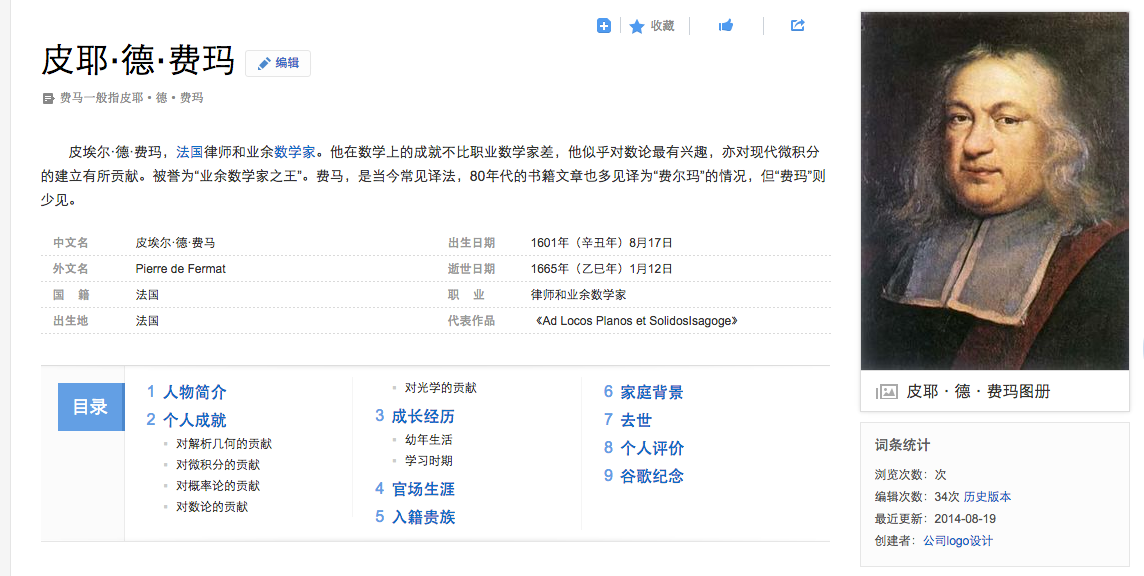 收藏
皮耶·德·费玛 编辑
费马一般指皮耶·德·费玛
皮埃尔·德·费玛，法国律师和业余数学家。他在数学上的成就不比职业数学家差，他似乎对数论最有兴趣，亦对现代微积分
的建立有所贡献。被誉为“业余数学家之王”。费马，是当今常见译法，80年代的书籍文章也多见译为“费尔玛”的情况，但“费玛”则
少见。
中文名 皮埃尔·德·费马 出生日期 1601年（辛丑年）8月17日
外文名 Pierre de Fermat 逝世日期 1665年（乙巳年）1月12日
国 籍 法国 职 业 律师和业余数学家
出生地 法国 代表作品 《Ad Locos Planos et SolidosIsagoge》
目录
1 人物简介
2 个人成就
对解析几何的贡献
对微积分的贡献
对概率论的贡献
对数论的贡献
对光学的贡献
3 成长经历
幼年生活
学习时期
4 官场生涯
5 入籍贵族
6 家庭背景
7 去世
8 个人评价
9 谷歌纪念
皮耶·德·费玛图册
词条统计
浏览次数：次
编辑次数：34次 历史版本
最近更新：2014-08-19
创建者：公司logo设计